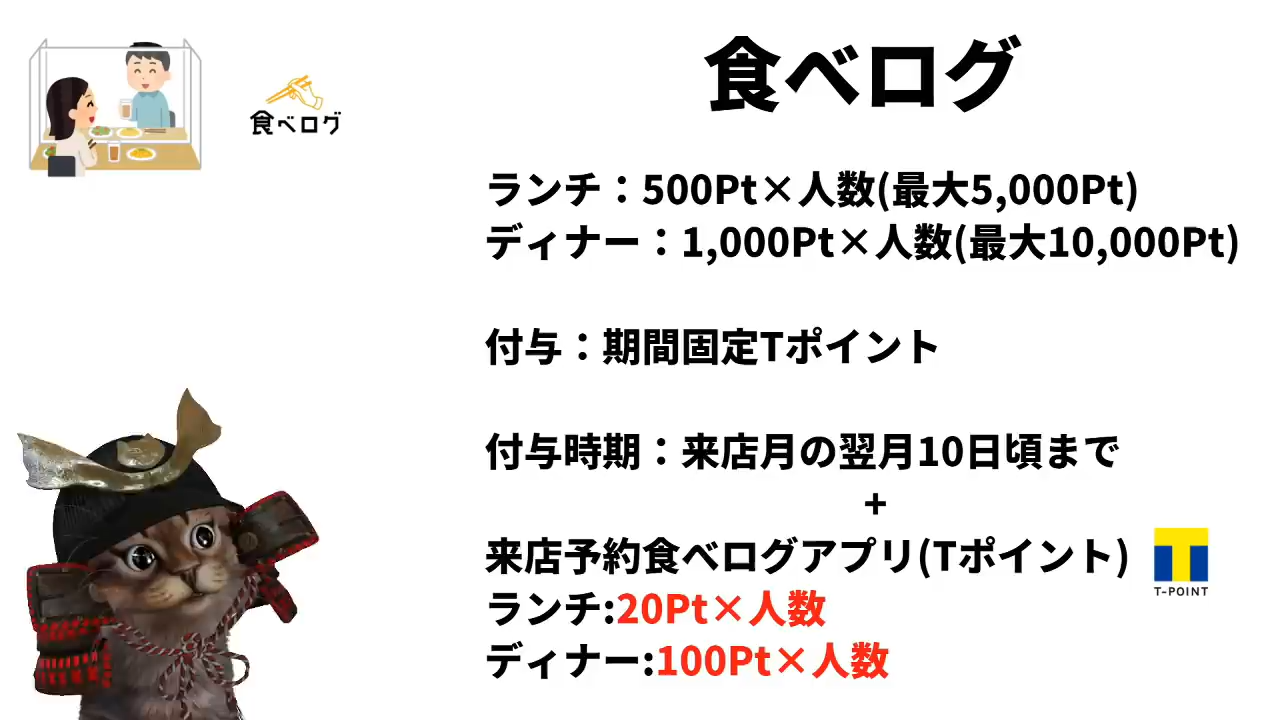 食べログ
食べログ
ランチ：500Pt×人数(最大5,000Pt)
ディナー：1,000Pt×人数(最大10,000Pt)
付与：期間固定Tポイント
付与時期：来店月の翌月10日頃まで
+
来店予約食べログアプリ(Tポイント)
T-POINT
ランチ:20Pt×人数
ディナー:100Pt×人数